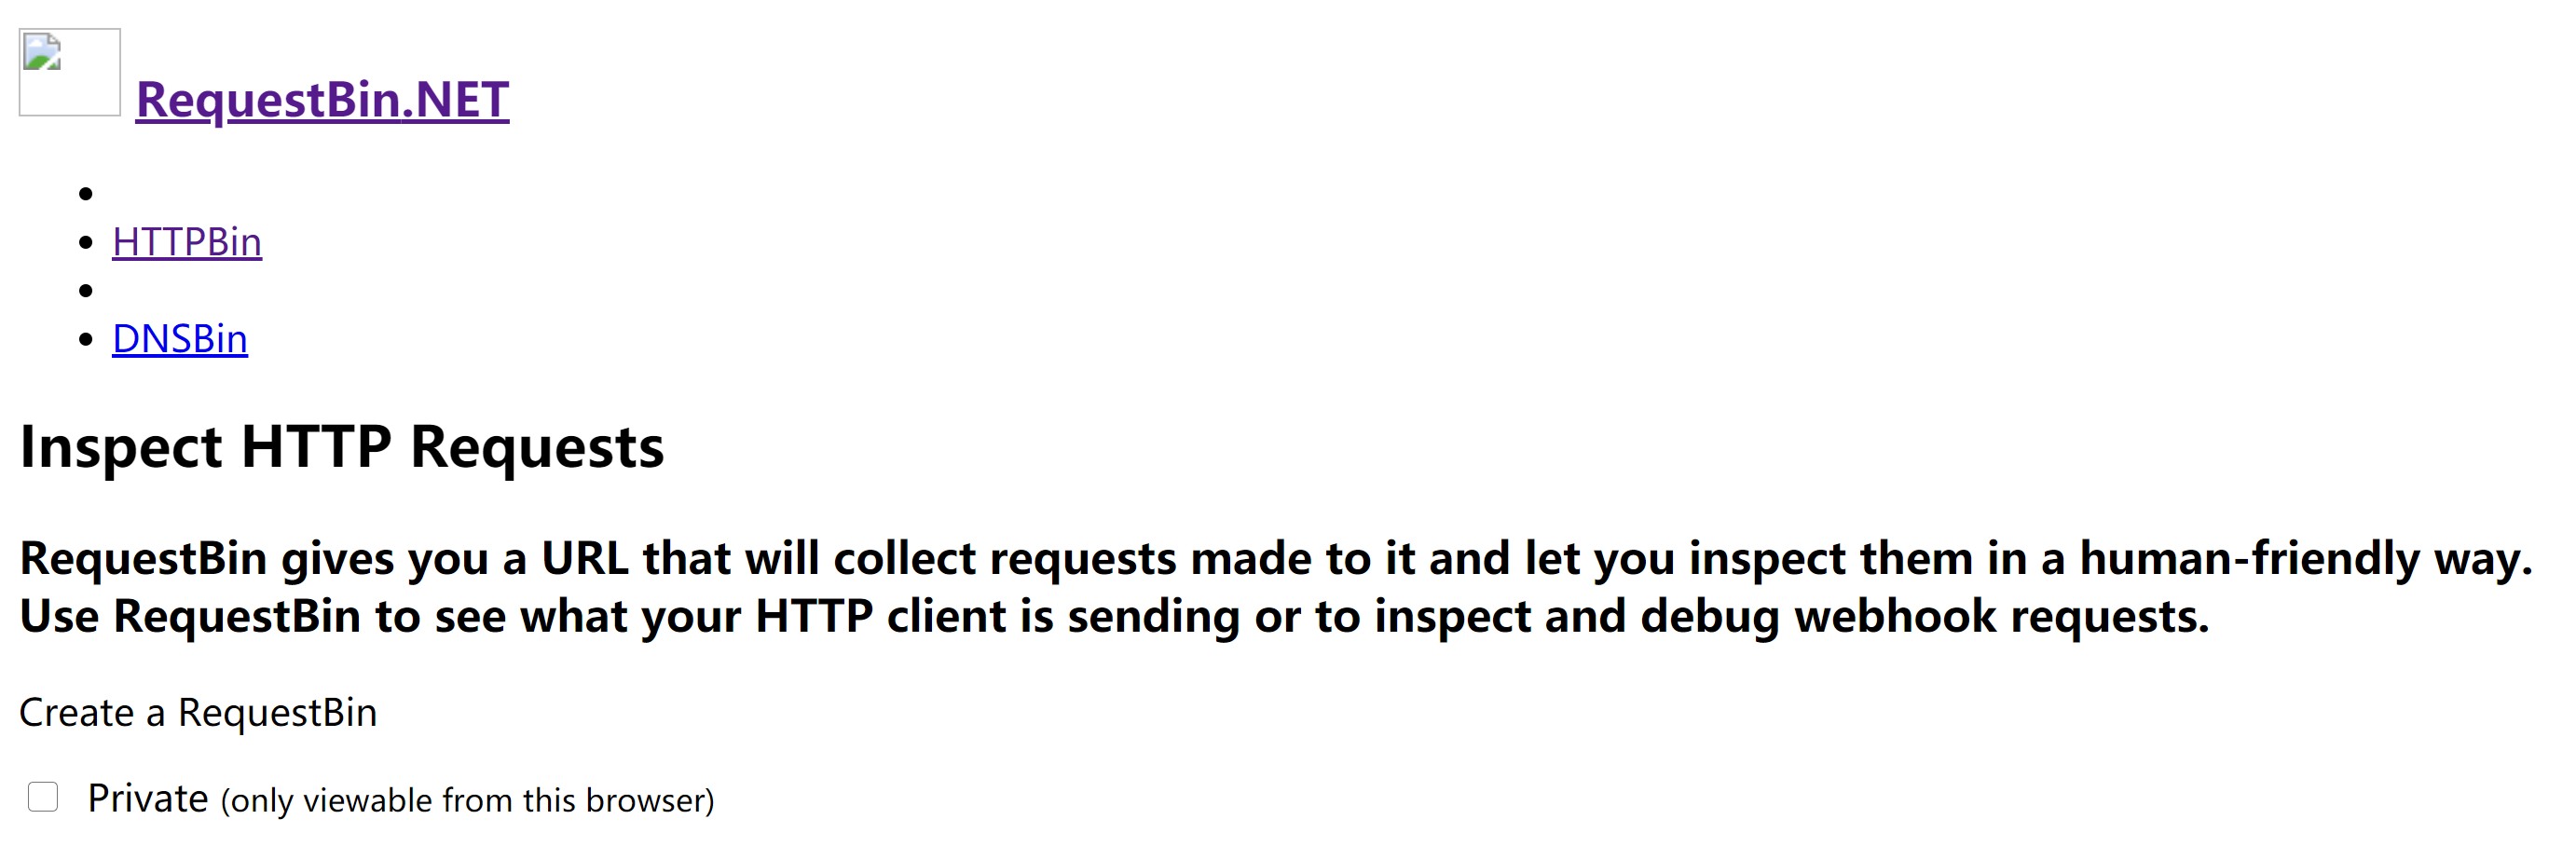 RequestBin.NET
HTTPBin
DNSBin
Inspect HTTP Requests
RequestBin gives you a URL that will collect requests made to it and let you inspect them in a human-friendly way.
Use RequestBin to see what your HTTP client is sending or to inspect and debug webhook requests.
Create a RequestBin
Private (only viewable from this browser)